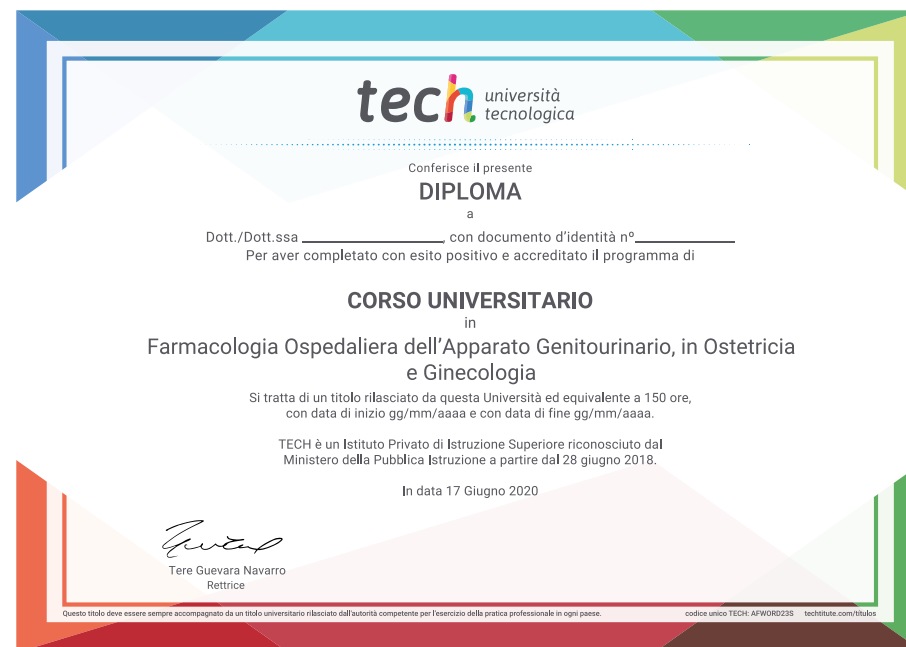 tech università
tecnologica
Conferisce il presente
DIPLOMA
a
Dott./Dott.ssa ____________________, con documento d'identità nº______________
Per aver completato con esito positivo e accreditato il programma di
CORSO UNIVERSITARIO
in
Farmacologia Ospedaliera dell'Apparato Genitourinario, in Ostetricia
e Ginecologia
Si tratta di un titolo rilasciato da questa Università ed equivalente a 150 ore,
con data di inizio gg/mm/aaaa e con data di fine gg/mm/aaaa.
TECH è un Istituto Privato di Istruzione Superiore riconosciuto dal
Ministero della Pubblica Istruzione a partire dal 28 giugno 2018.
In data 17 Giugno 2020
Tere Guevara Navarro
Rettrice
Questo titolo deve essere sempre accompagnato da un titolo universitario rilasciato dall'autorità competente per l'esercizio della pratica professionale in ogni paese. codice unico TECH: AFWORD23S techtitute.com/títulos